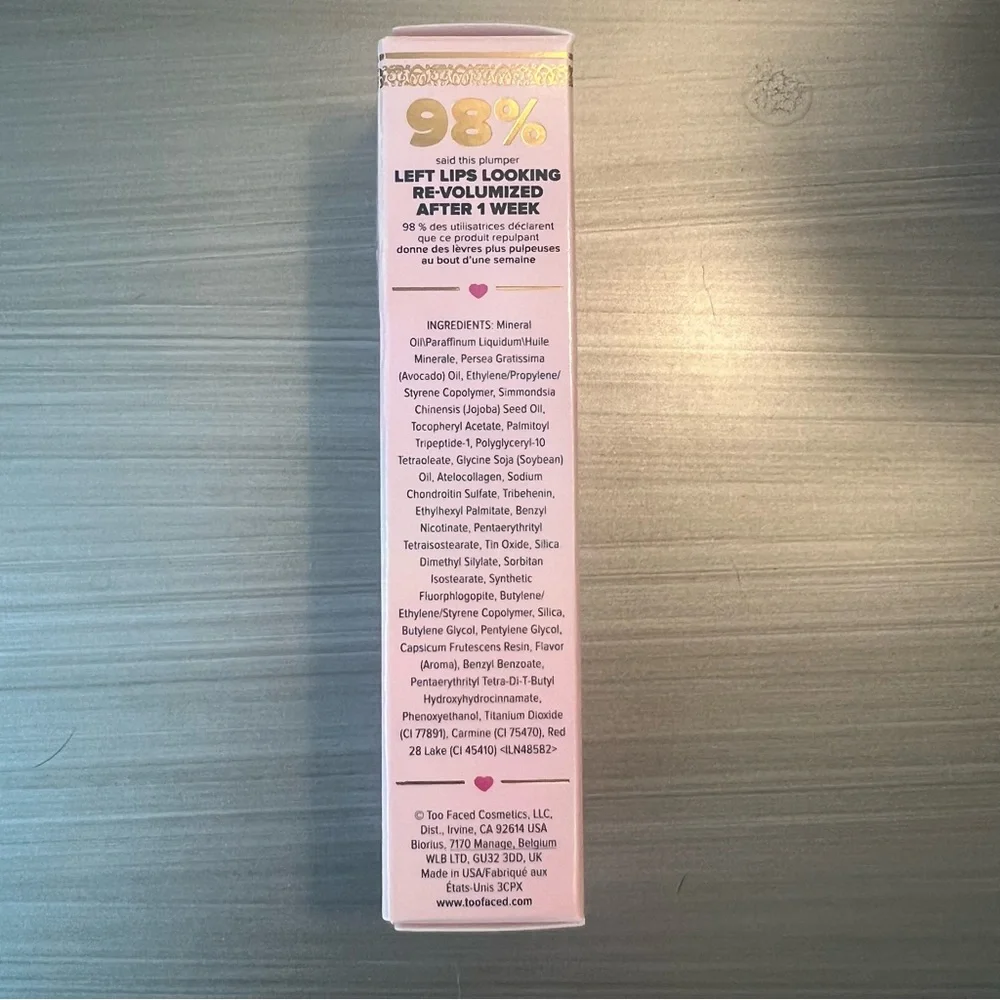 98%
said this plumper
LEFT LIPS LOOKING
RE-VOLUMIZED
AFTER 1 WEEK
98 % des utilisatrices déclarent
que ce produit repulpant
donne des lèvres plus pulpeuses
au bout d'une semaine
INGREDIENTS: Mineral
Oil\Paraffinum Liquidum\Huile
Minerale, Persea Gratissima
(Avocado) Oil, Ethylene/Propylene/
Styrene Copolymer, Simmondsia
Chinensis (Jojoba) Seed Oil,
Tocopheryl Acetate, Palmitoyl
Tripeptide-1, Polyglyceryl-10
Tetraoleate, Glycine Soja (Soybean)
Oil, Atelocollagen, Sodium
Chondroitin Sulfate, Tribehenin,
Ethylhexyl Palmitate, Benzyl
Nicotinate, Pentaerythrityl
Tetraisostearate, Tin Oxide, Silica
Dimethyl Silylate, Sorbitan
Isostearate, Synthetic
Fluorphlogopite, Butylene/
Ethylene/Styrene Copolymer, Silica,
Butylene Glycol, Pentylene Glycol,
Capsicum Frutescens Resin, Flavor
(Aroma), Benzyl Benzoate,
Pentaerythrityl Tetra-Di-T-Butyl
Hydroxyhydrocinnamate,
Phenoxyethanol, Titanium Dioxide
(CI 77891), Carmine (CI 75470), Red
28 Lake (CI 45410) <ILN48582>
© Too Faced Cosmetics, LLC,
Dist., Irvine, CA 92614 USA
Biorius, 7170 Manage, Belgium
WLB LTD, GU32 3DD, UK
Made in USA/Fabriqué aux
États-Unis 3CPX
www.toofaced.com